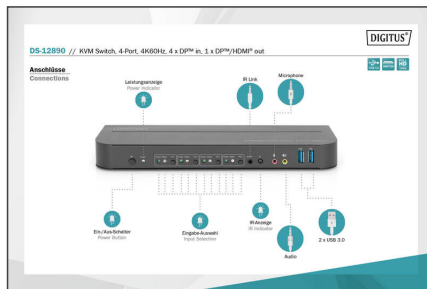 DIGITUS®
DS-12890 // KVM Switch, 4-Port, 4K60Hz, 4 x DP™ in, 1 x DP™/HDMI® out
Anschlüsse
Connections
Leistungsanzeige
Power Indicator
IR Link
Microphone
Ein-/Aus-Schalter
Power Button
Eingabe-Auswahl
Input Selection
IR-Anzeige
IR Indicator
Audio
2 x USB 3.0